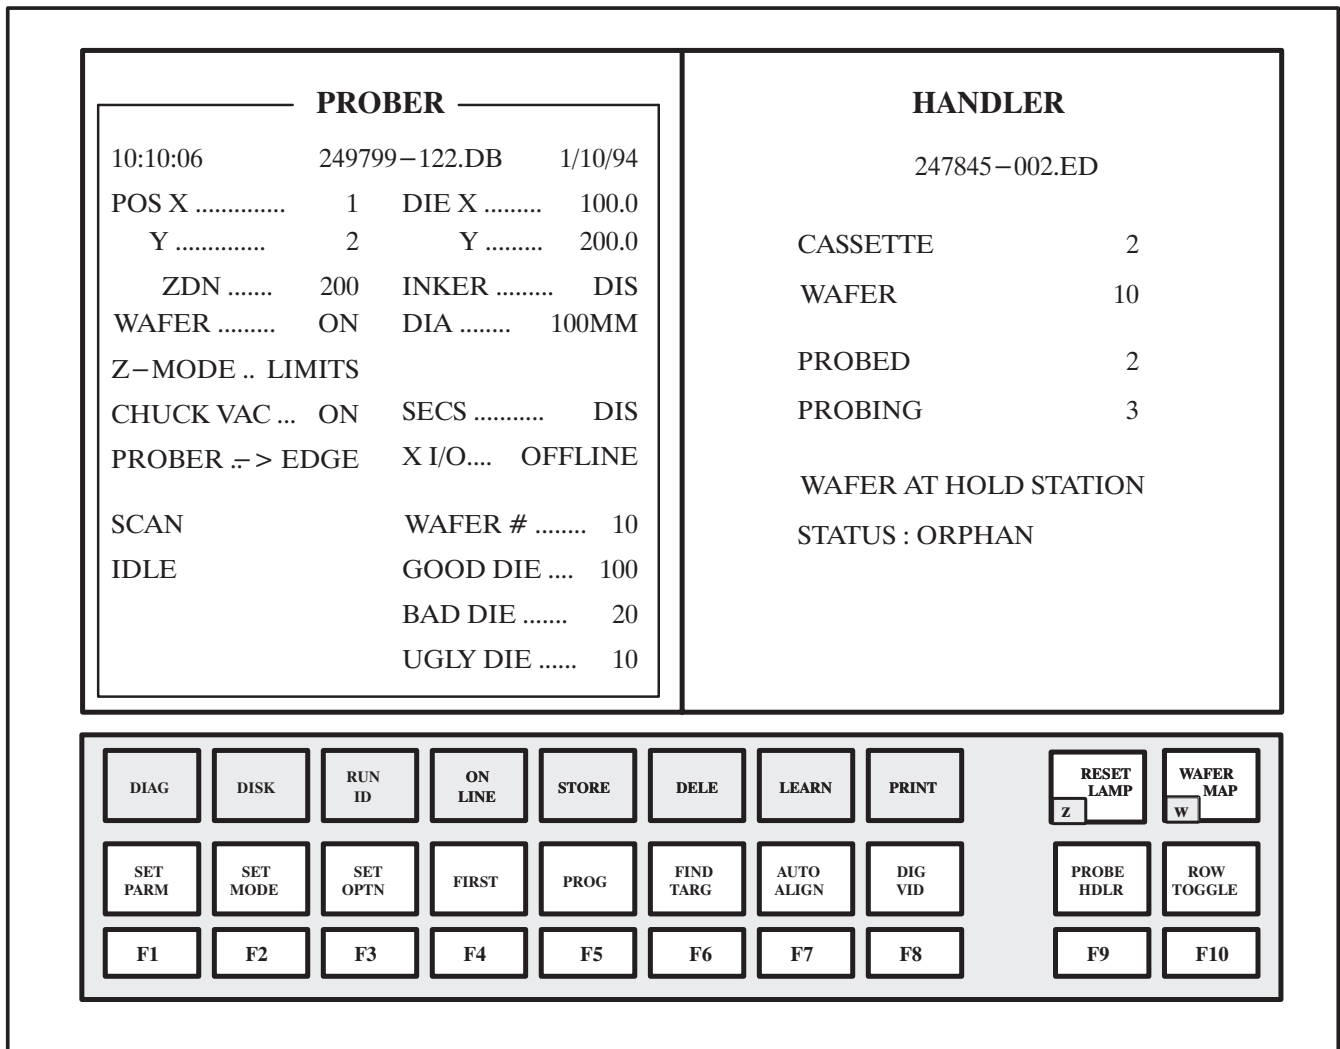 PROBER
10:10:06 249799−122.DB 1/10/94
POS X .............. 1 DIE X ......... 100.0
Y .............. 2 Y ......... 200.0
ZDN ....... 200 INKER ......... DIS
WAFER ......... ON DIA ........ 100MM
Z−MODE .. LIMITS
CHUCK VAC ... ON SECS ........... DIS
PROBER ..−> EDGE X I/O.... OFFLINE
SCAN WAFER # ........ 10
IDLE GOOD DIE .... 100
BAD DIE ....... 20
UGLY DIE ...... 10
HANDLER
247845−002.ED
CASSETTE 2
WAFER 10
PROBED 2
PROBING 3
WAFER AT HOLD STATION
STATUS : ORPHAN
DIAG
DISK
RUN
ID
ON
LINE
STORE
DELE
LEARN
PRINT
RESET
LAMP
Z
WAFER
MAP
W
SET
PARM
SET
MODE
SET
OPTN
FIRST
PROG
FIND
TARG
AUTO
ALIGN
DIG
VID
PROBE
HDLR
ROW
TOGGLE
F1 F2 F3 F4 F5 F6 F7 F8 F9 F10